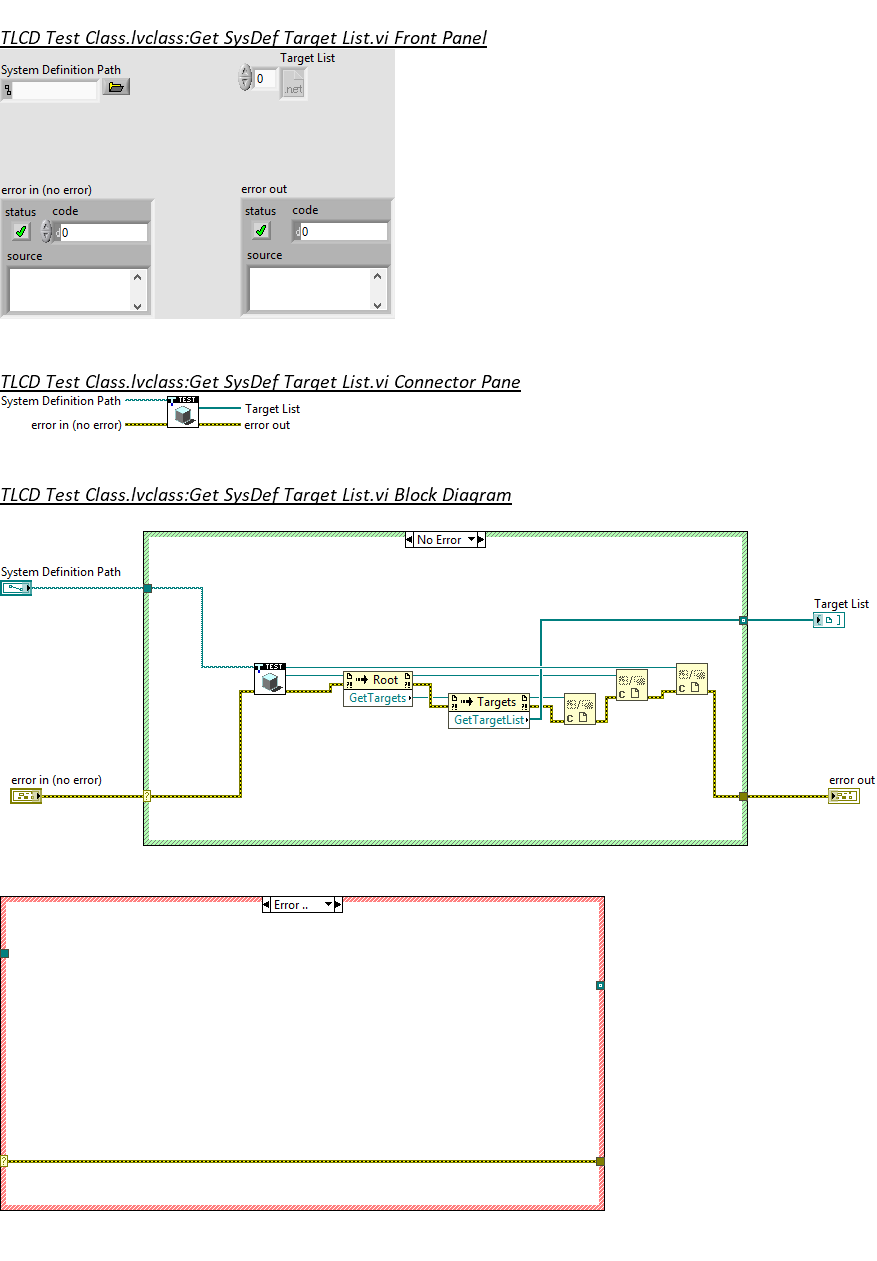 TLCD Test Class.lvclass:Get SysDef Target List.vi Front Panel
System Definition Path
Target List
0
.net
error in (no error)
error out
status code
0
source
status code
0
source
TLCD Test Class.lvclass:Get SysDef Target List.vi Connector Pane
System Definition Path
TEST
Target List
error in (no error)
error out
TLCD Test Class.lvclass:Get SysDef Target List.vi Block Diagram
No Error
System Definition Path
Target List
TEST
Root
GetTargets
Targets
GetTargetList
C
C
C
error in (no error)
error out
?
Error ..
?